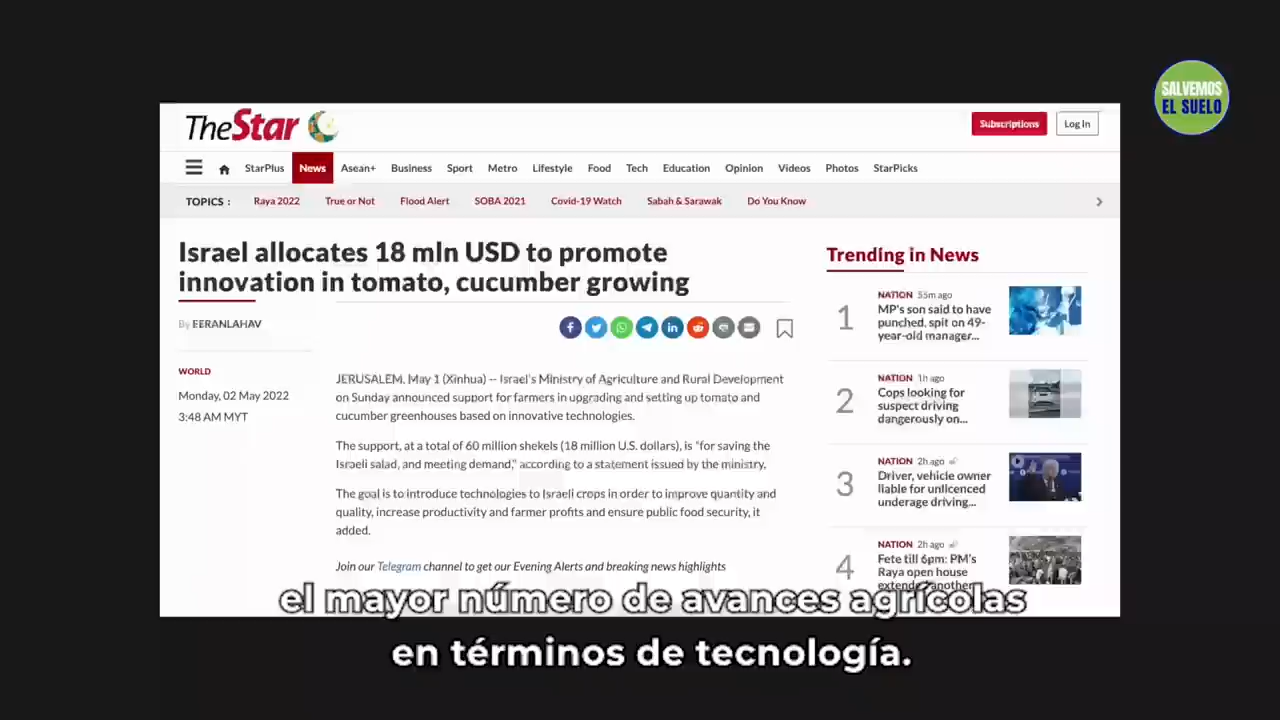 SALVEMOS
EL SUELO
TheStar
Subscriptions
Log In
StarPlus News Asean+ Business Sport Metro Lifestyle Food Tech Education Opinion Videos Photos StarPicks
TOPICS : Raya 2022 True or Not Flood Alert SOBA 2021 Covid-19 Watch Sabah & Sarawak Do You Know
Israel allocates 18 mln USD to promote
innovation in tomato, cucumber growing
By EERANLAHAV
WORLD
Monday, 02 May 2022
3:48 AM MYT
JERUSALEM, May 1 (Xinhua) -- Israel's Ministry of Agriculture and Rural Development
on Sunday announced support for farmers in upgrading and setting up tomato and
cucumber greenhouses based on innovative technologies.
The support, at a total of 60 million shekels (18 million U.S. dollars), is "for saving the
Israeli salad, and meeting demand," according to a statement issued by the ministry.
The goal is to introduce technologies to Israeli crops in order to improve quantity and
quality, increase productivity and farmer profits and ensure public food security, it
added.
Join our Telegram channel to get our Evening Alerts and breaking news highlights
Trending in News
1
NATION 55m ago
MP's son said to have
punched, spit on 49-
year-old manager...
2
NATION 1h ago
Cops looking for
suspect driving
dangerously on...
3
NATION 2h ago
Driver, vehicle owner
liable for unlicenced
underage driving...
4
NATION 2h ago
Fete till 6pm: PM's
Raya open house
extended another
el mayor número de avances agrícolas
en términos de tecnología.